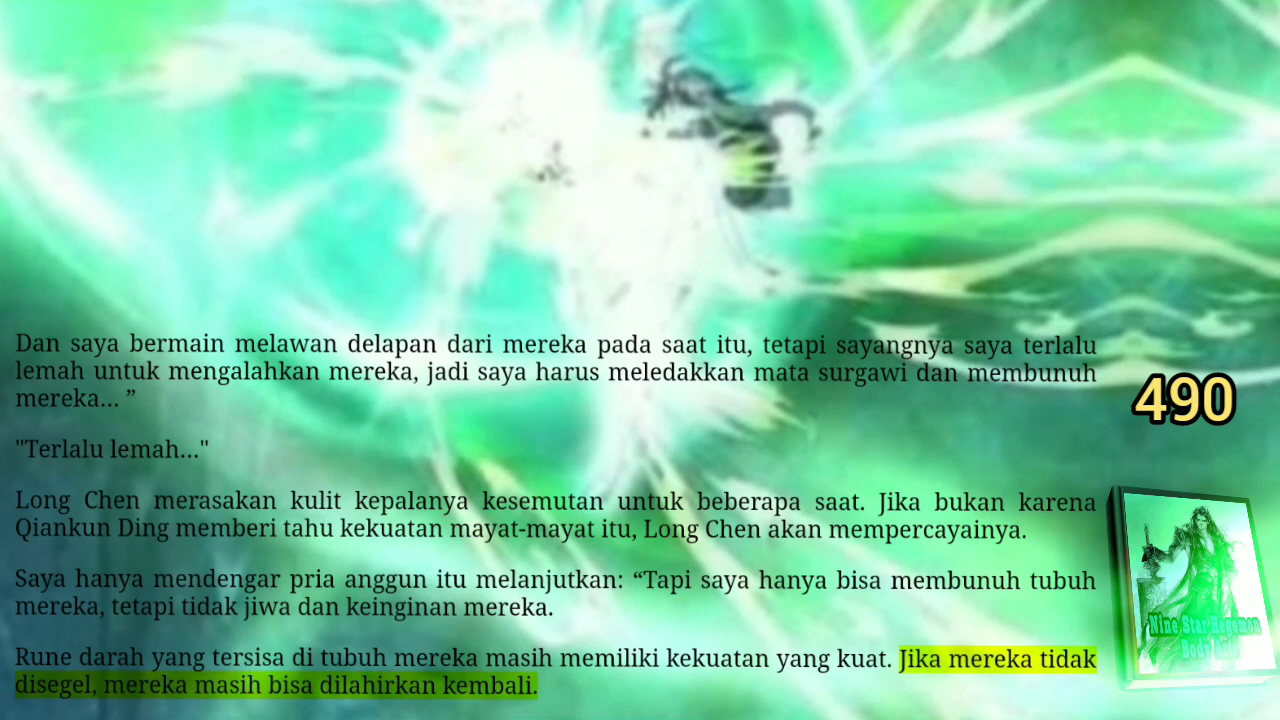 Dan saya bermain melawan delapan dari mereka pada saat itu, tetapi sayangnya saya terlalu
lemah untuk mengalahkan mereka, jadi saya harus meledakkan mata surgawi dan membunuh
mereka... ”
"Terlalu lemah..."
Long Chen merasakan kulit kepalanya kesemutan untuk beberapa saat. Jika bukan karena
Qiankun Ding memberi tahu kekuatan mayat-mayat itu, Long Chen akan mempercayainya.
Saya hanya mendengar pria anggun itu melanjutkan: “Tapi saya hanya bisa membunuh tubuh
mereka, tetapi tidak jiwa dan keinginan mereka.
Rune darah yang tersisa di tubuh mereka masih memiliki kekuatan yang kuat. Jika mereka tidak
disegel, mereka masih bisa dilahirkan kembali.
490
Nine Star Hegemon
Body